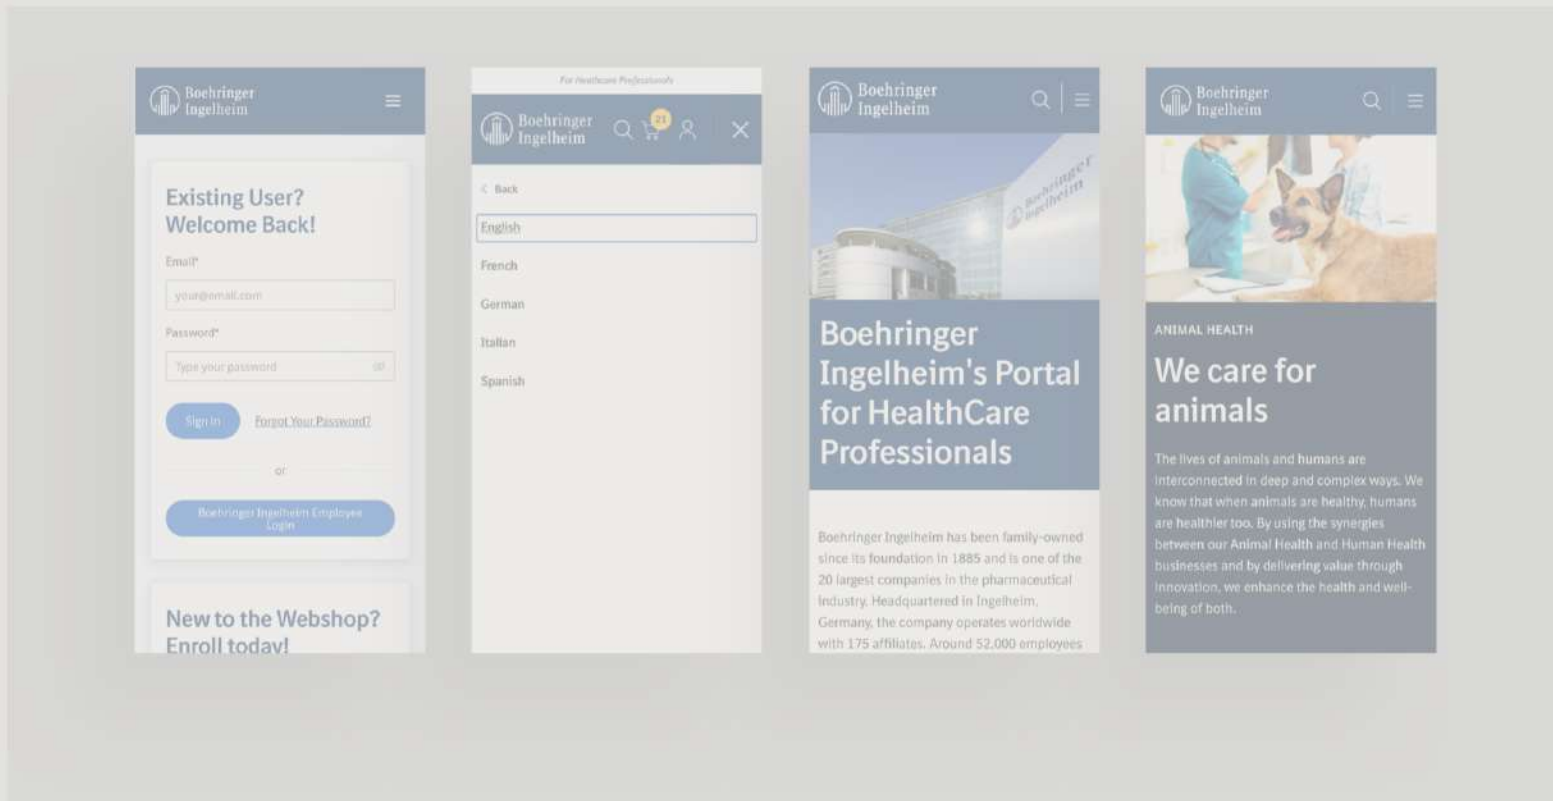 Boehringer
Ingelheim
Existing User?
Welcome Back!
Email*
your@email.com
Password*
Type your password
Sign In
Forgot Your Password?
or
Boehringer Ingelheim Employee
Login
New to the Webshop?
Enroll today!
For Healthcare Professionals
Boehringer
Ingelheim
21
Back
English
French
German
Italian
Spanish
Boehringer
Ingelheim
Boehringer
Ingelheim
Boehringer
Ingelheim's Portal
for HealthCare
Professionals
Boehringer Ingelheim has been family-owned
since its foundation in 1885 and is one of the
20 largest companies in the pharmaceutical
industry. Headquartered in Ingelheim,
Germany, the company operates worldwide
with 175 affiliates. Around 52,000 employees
Boehringer
Ingelheim
ANIMAL HEALTH
We care for
animals
The lives of animals and humans are
interconnected in deep and complex ways. We
know that when animals are healthy, humans
are healthier too. By using the synergies
between our Animal Health and Human Health
businesses and by delivering value through
innovation, we enhance the health and well-
being of both.